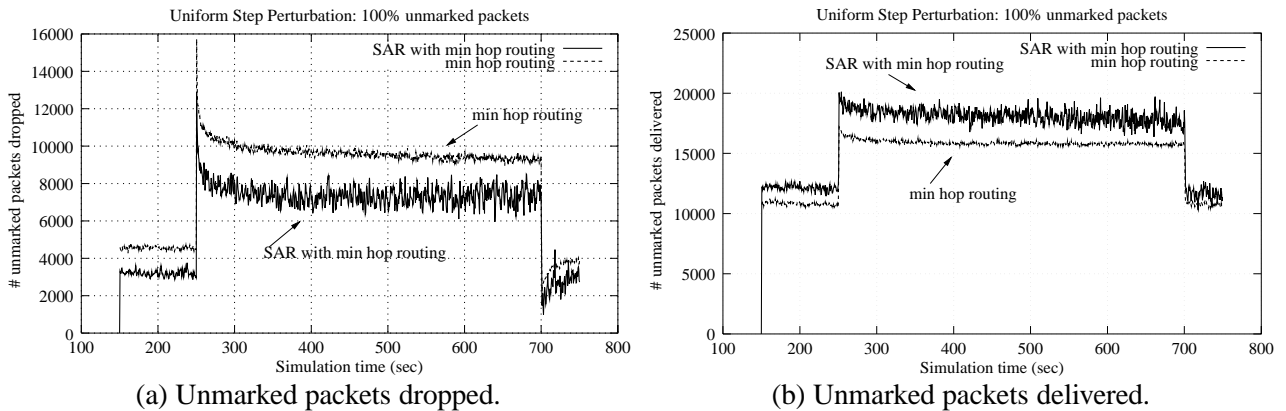 Uniform Step Perturbation: 100% unmarked packets
16000
14000
12000
10000
8000
6000
4000
2000
0
# unmarked packets dropped
SAR with min hop routing
min hop routing
min hop routing
SAR with min hop routing
100
200
300
400
500
600
700
800
Simulation time (sec)
(a) Unmarked packets dropped.
Uniform Step Perturbation: 100% unmarked packets
25000
20000
15000
10000
5000
0
# unmarked packets delivered
SAR with min hop routing
min hop routing
SAR with min hop routing
min hop routing
100
200
300
400
500
600
700
800
Simulation time (sec)
(b) Unmarked packets delivered.